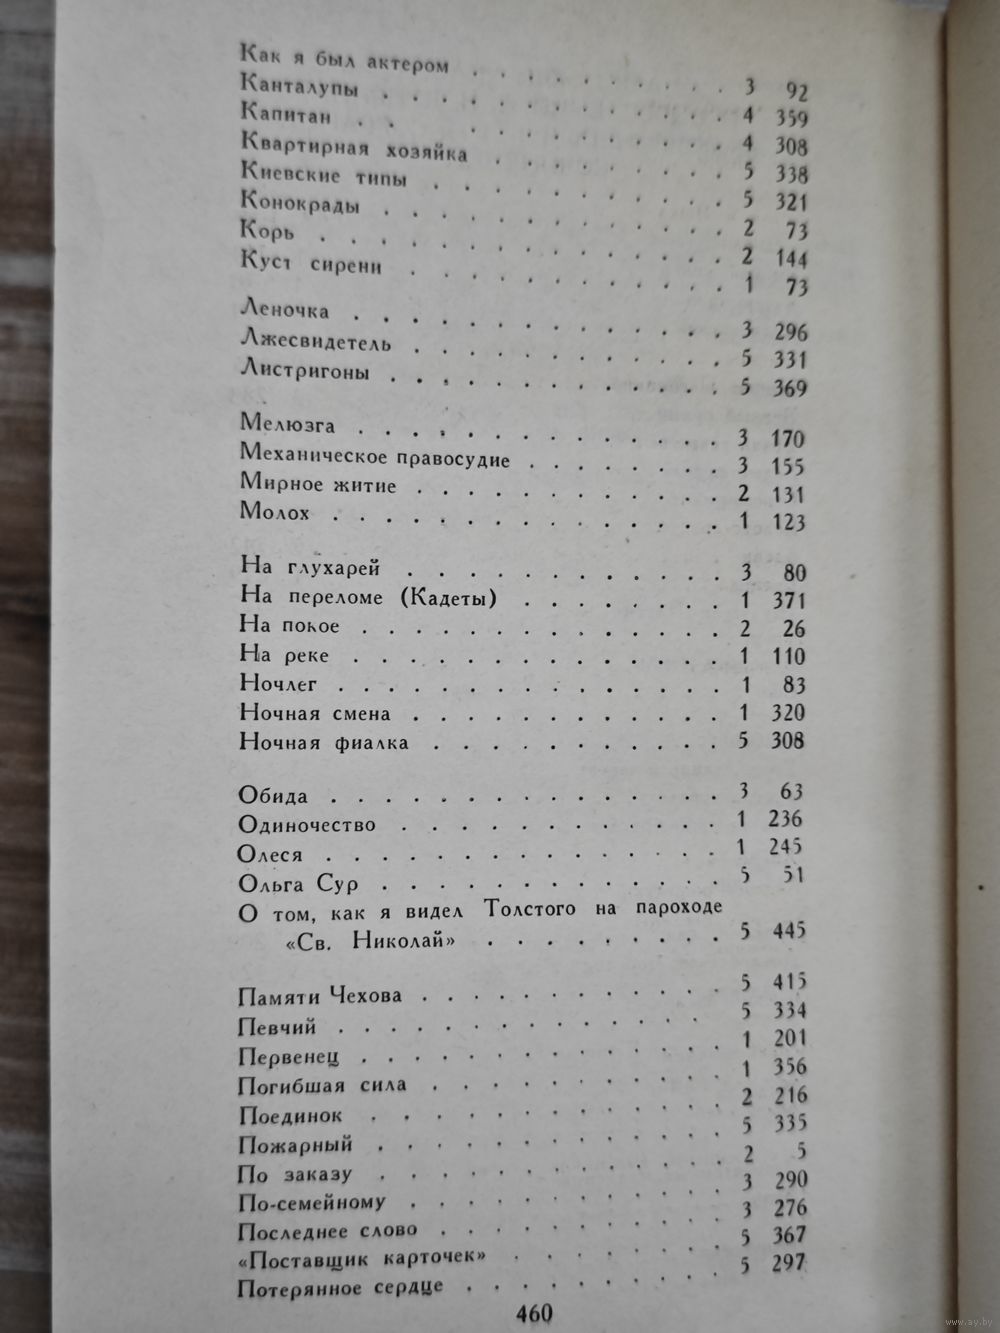 Как я был актером . . . . . . . . . . 3 92
Канталупы . . . . . . . . . . . . 4 359
Капитан . . . . . . . . . . . . 4 308
Квартирная хозяйка . . . . . . . . 5 338
Киевские типы . . . . . . . . . . 5 321
Конокрады . . . . . . . . . . . . 2 73
Корь . . . . . . . . . . . . . . 2 144
Куст сирени . . . . . . . . . . . 1 73
Леночка . . . . . . . . . . . . . 3 296
Лжесвидетель . . . . . . . . . . . 5 331
Листригоны . . . . . . . . . . . . 5 369
Мелюзга . . . . . . . . . . . . . 3 170
Механическое правосудие . . . . . . . 3 155
Мирное житие . . . . . . . . . . . 2 131
Молох . . . . . . . . . . . . . . 1 123
На глухарей . . . . . . . . . . . 3 80
На переломе (Кадеты) . . . . . . . . 1 371
На покое . . . . . . . . . . . . . 2 26
На реке . . . . . . . . . . . . . 1 110
Ночлег . . . . . . . . . . . . . . 1 83
Ночная смена . . . . . . . . . . . 1 320
Ночная фиалка . . . . . . . . . . . 5 308
Обида . . . . . . . . . . . . . . 3 63
Одиночество . . . . . . . . . . . . 1 236
Олеся . . . . . . . . . . . . . . 1 245
Ольга Сур . . . . . . . . . . . . 5 51
О том, как я видел Толстого на пароходе
«Св. Николай» . . . . . . . . . 5 445
Памяти Чехова . . . . . . . . . . . 5 415
Певчий . . . . . . . . . . . . . 5 334
Первенец . . . . . . . . . . . . . 1 201
Погибшая сила . . . . . . . . . . . 1 356
Поединок . . . . . . . . . . . . . 2 216
Пожарный . . . . . . . . . . . . 5 335
По заказу . . . . . . . . . . . . 2 5
По-семейному . . . . . . . . . . . 3 290
Последнее слово . . . . . . . . . . 3 276
«Поставщик карточек» . . . . . . . . 5 367
Потерянное сердце . . . . . . . . . 5 297
460
www.ay.by